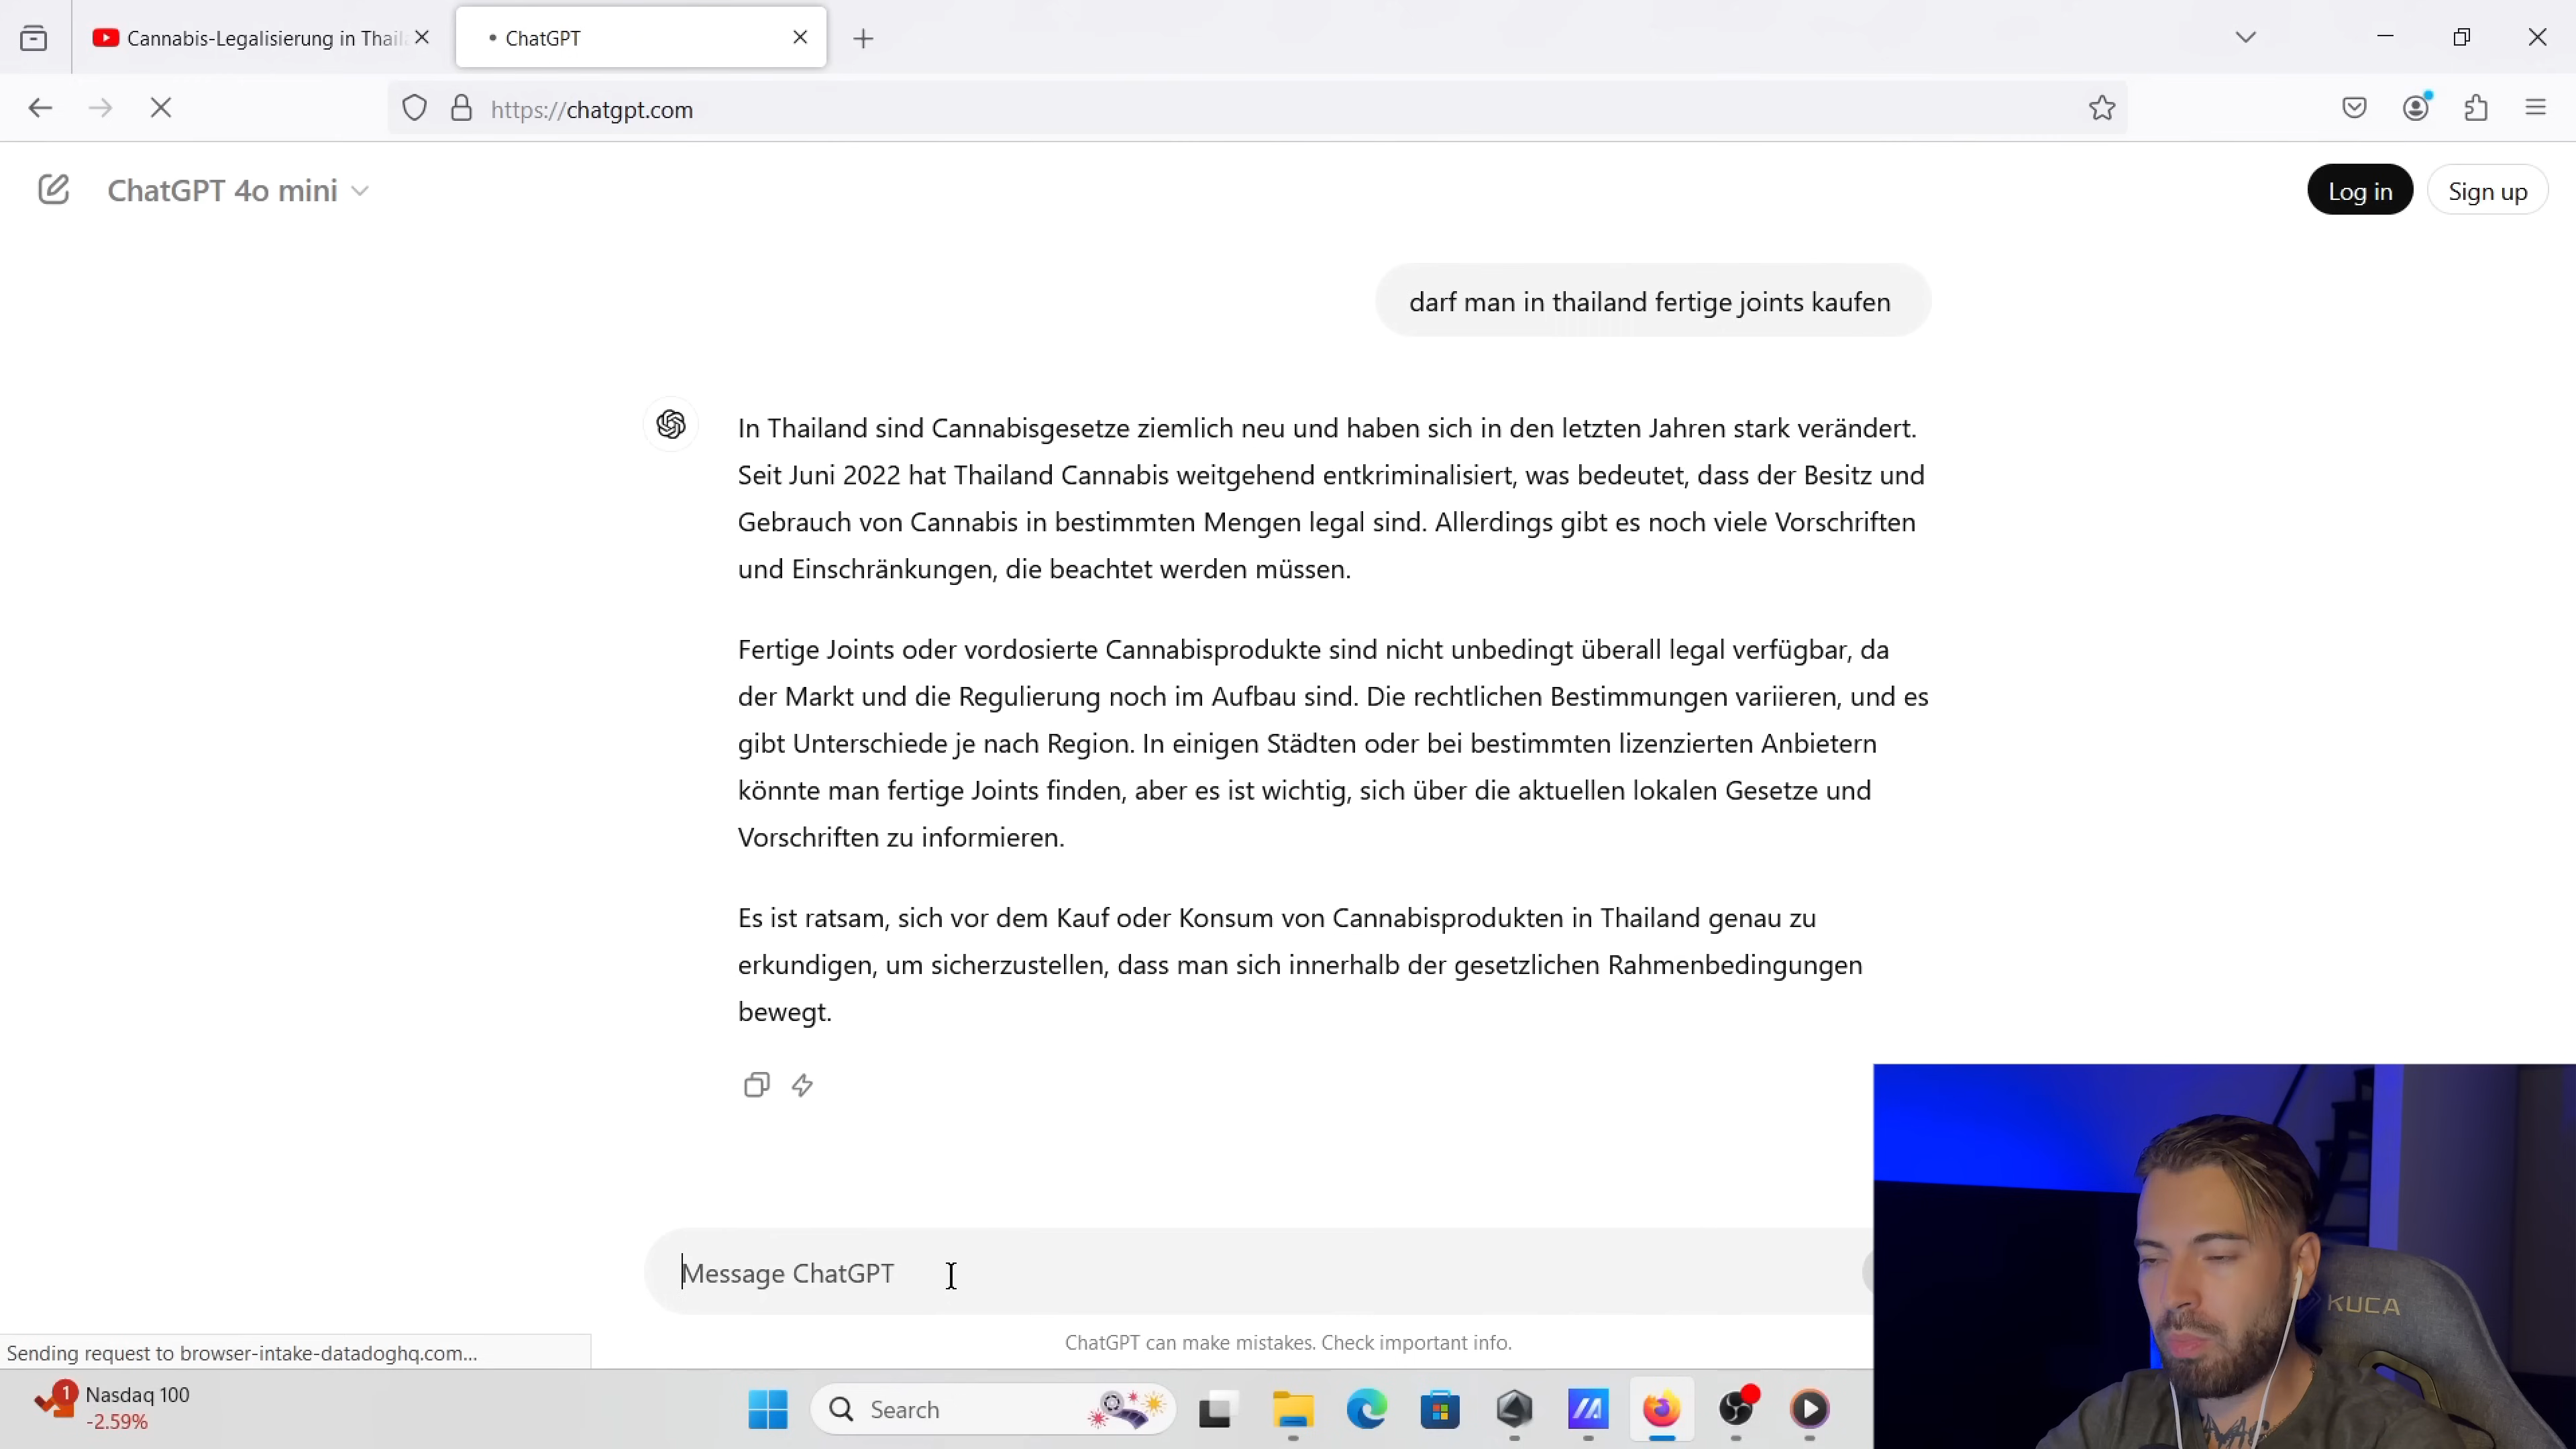 Cannabis-Legalisierung in Thaila
ChatGPT
https://chatgpt.com
ChatGPT 4o mini
Log in
Sign up
darf man in thailand fertige joints kaufen
In Thailand sind Cannabisgesetze ziemlich neu und haben sich in den letzten Jahren stark verändert.
Seit Juni 2022 hat Thailand Cannabis weitgehend entkriminalisiert, was bedeutet, dass der Besitz und
Gebrauch von Cannabis in bestimmten Mengen legal sind. Allerdings gibt es noch viele Vorschriften
und Einschränkungen, die beachtet werden müssen.
Fertige Joints oder vordosierte Cannabisprodukte sind nicht unbedingt überall legal verfügbar, da
der Markt und die Regulierung noch im Aufbau sind. Die rechtlichen Bestimmungen variieren, und es
gibt Unterschiede je nach Region. In einigen Städten oder bei bestimmten lizenzierten Anbietern
könnte man fertige Joints finden, aber es ist wichtig, sich über die aktuellen lokalen Gesetze und
Vorschriften zu informieren.
Es ist ratsam, sich vor dem Kauf oder Konsum von Cannabisprodukten in Thailand genau zu
erkundigen, um sicherzustellen, dass man sich innerhalb der gesetzlichen Rahmenbedingungen
bewegt.
Message ChatGPT
KUCA
ChatGPT can make mistakes. Check important info.
Sending request to browser-intake-datadoghq.com...
1
Nasdaq 100
-2.59%
Search